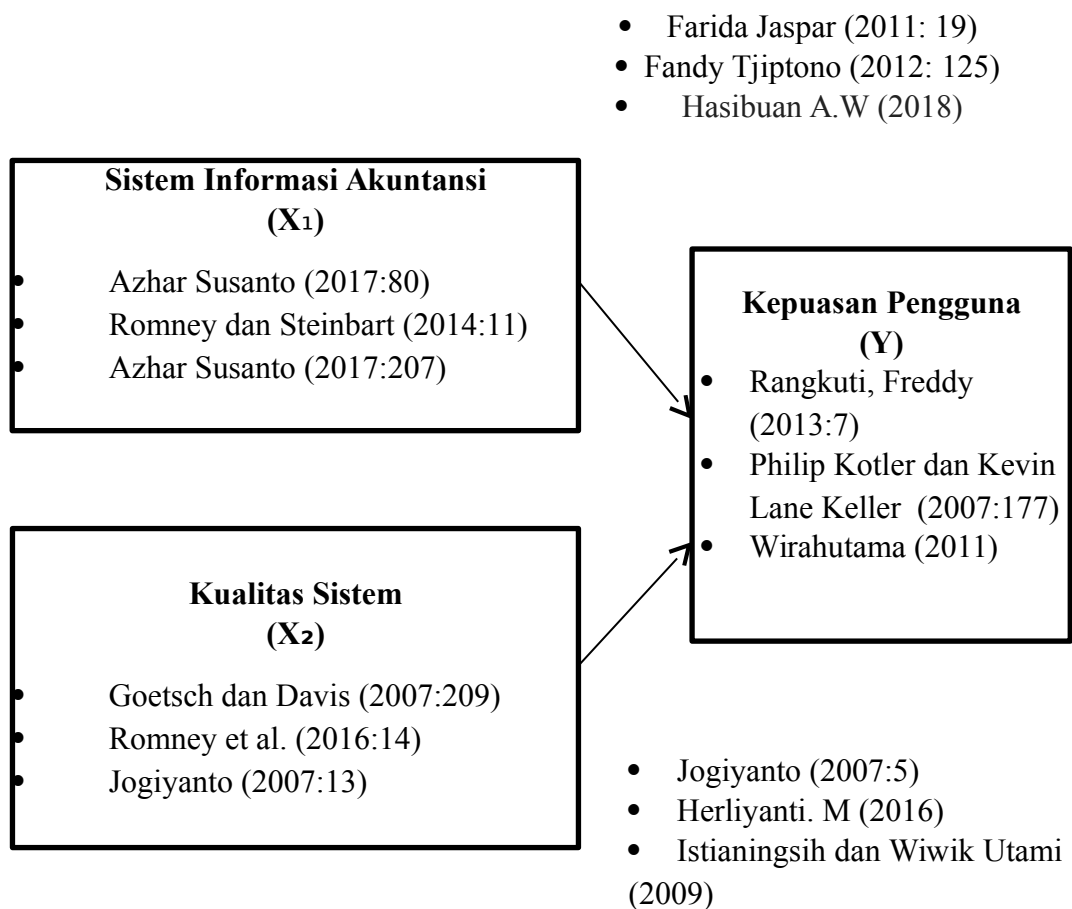 • Farida Jaspar (2011: 19)
• Fandy Tjiptono (2012: 125)
• Hasibuan A.W (2018)
Sistem Informasi Akuntansi
(X₁)
• Azhar Susanto (2017:80)
• Romney dan Steinbart (2014:11)
• Azhar Susanto (2017:207)
Kepuasan Pengguna
(Y)
• Rangkuti, Freddy
(2013:7)
• Philip Kotler dan Kevin
Lane Keller (2007:177)
• Wirahutama (2011)
Kualitas Sistem
(X₂)
• Goetsch dan Davis (2007:209)
• Romney et al. (2016:14)
• Jogiyanto (2007:13)
• Jogiyanto (2007:5)
• Herliyanti. M (2016)
• Istianingsih dan Wiwik Utami
(2009)